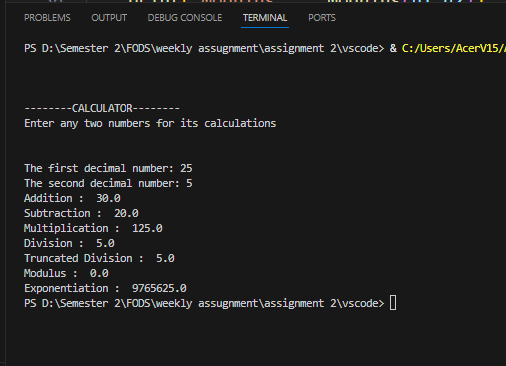 PROBLEMS OUTPUT DEBUG CONSOLE TERMINAL PORTS
PS D:\Semester 2\FODS\weekly assugnment\assignment 2\vscode> & C:/Users/AcerV15/
--------CALCULATOR--------
Enter any two numbers for its calculations
The first decimal number: 25
The second decimal number: 5
Addition :  30.0
Subtraction :  20.0
Multiplication :  125.0
Division :  5.0
Truncated Division :  5.0
Modulus :  0.0
Exponentiation :  9765625.0
PS D:\Semester 2\FODS\weekly assugnment\assignment 2\vscode>